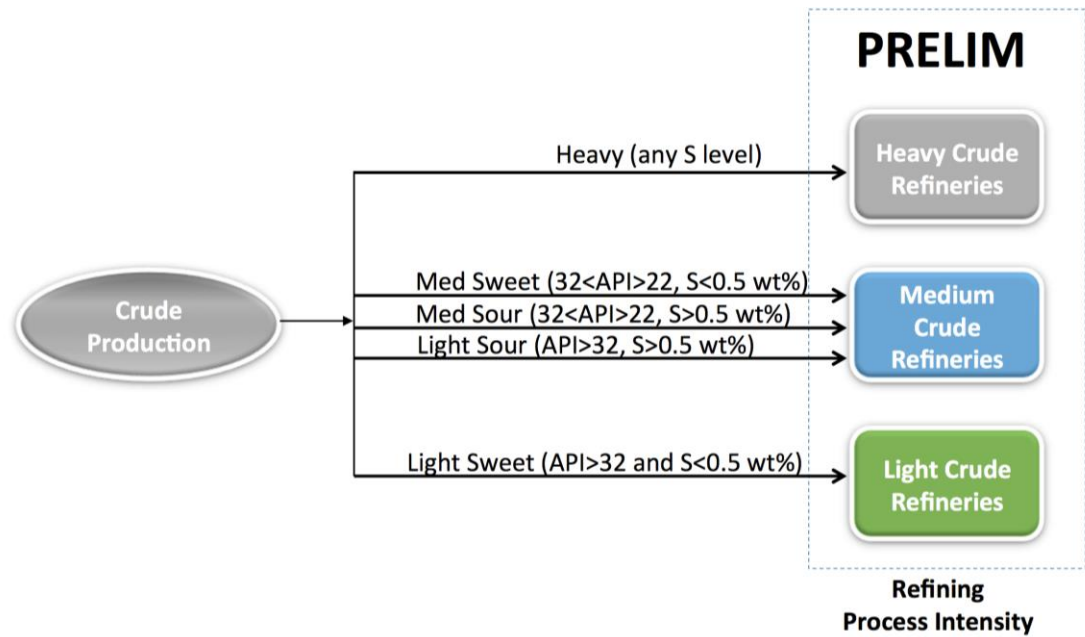 PRELIM
Heavy (any S level)
Heavy Crude
Refineries
Crude
Production
Med Sweet (32<API>22, S<0.5 wt%)
Med Sour (32<API>22, S>0.5 wt%)
Light Sour (API>32, S>0.5 wt%)
Medium
Crude
Refineries
Light Sweet (API>32 and S<0.5 wt%)
Light Crude
Refineries
Refining
Process Intensity